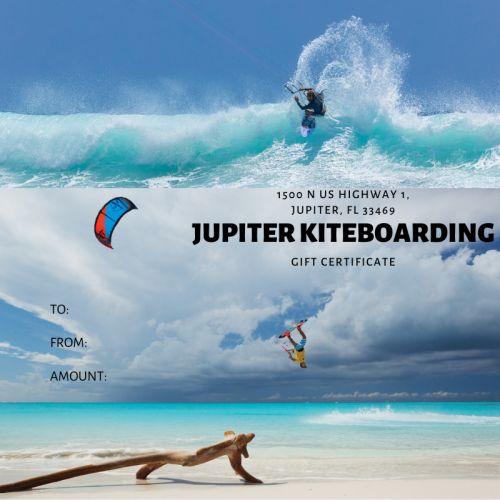 1500 N US HIGHWAY 1,
JUPITER, FL 33469
JUPITER KITEBOARDING
GIFT CERTIFICATE
TO:
FROM:
AMOUNT: